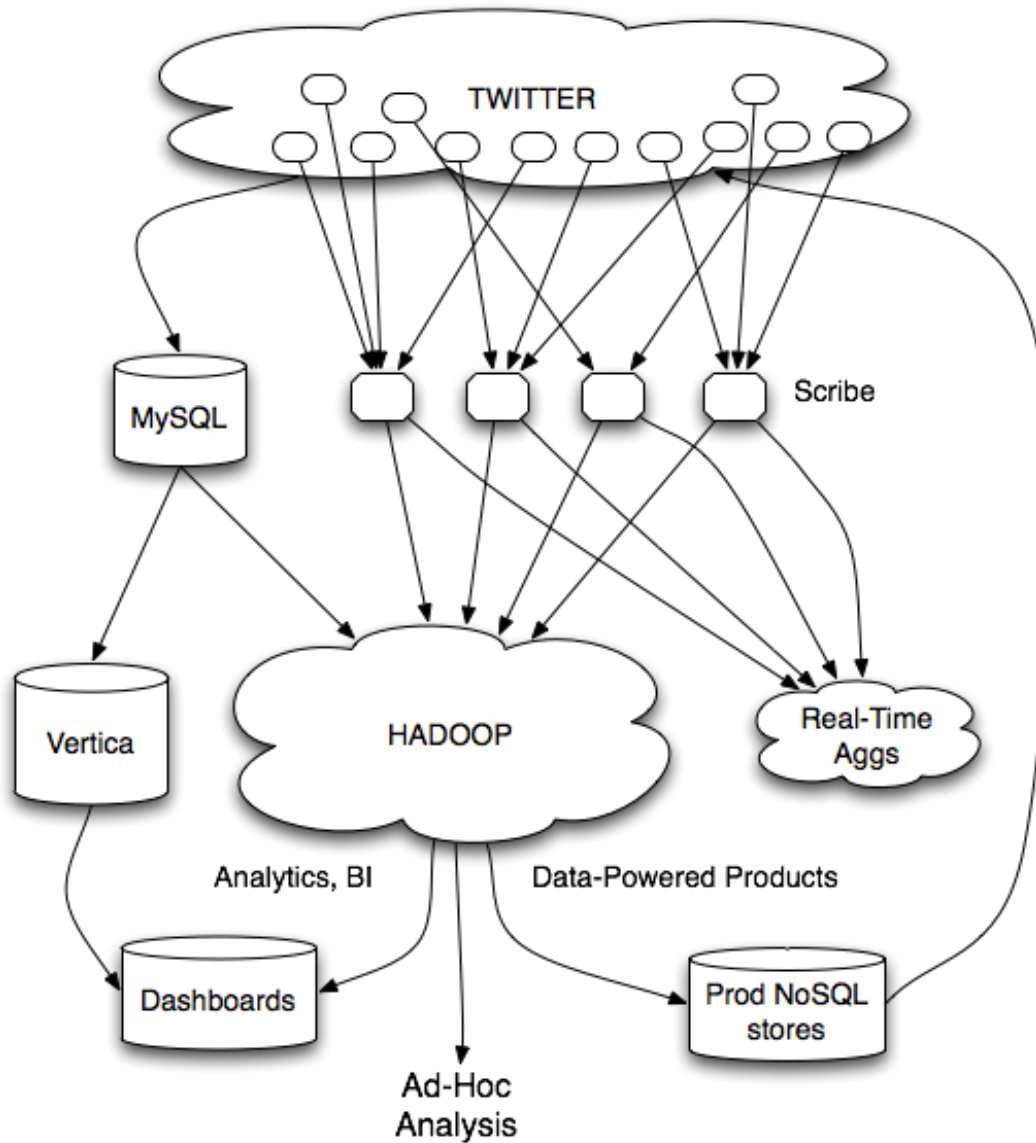 TWITTER
Scribe
MySQL
Vertica
HADOOP
Real-Time
Aggs
Analytics, BI
Data-Powered Products
Dashboards
Prod NoSQL
stores
Ad-Hoc
Analysis